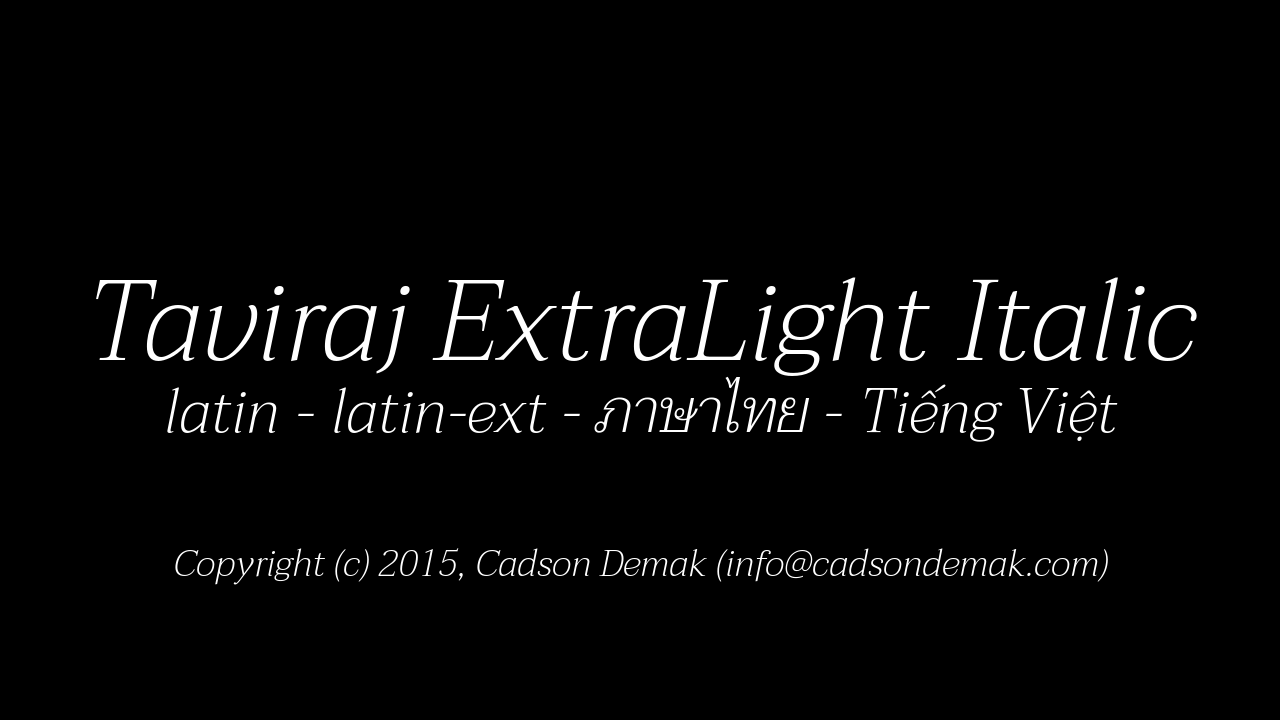 Taviraj ExtraLight Italic
latin - latin-ext - ภาษาไทย - Tiếng Việt
Copyright (c) 2015, Cadson Demak (info@cadsondemak.com)